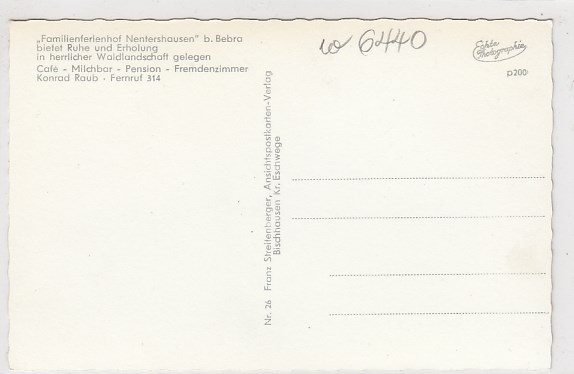 „Familienferienhof Nentershausen" b. Bebra
bietet Ruhe und Erholung
in herrlicher Waldlandschaft gelegen
Café - Milchbar - Pension - Fremdenzimmer
Konrad Raub · Fernruf 314
w 6440
Echte
Photographie
p200
Nr. 26 Franz Streitenberger, Ansichtspostkarten-Verlag
Bischhausen Kr. Eschwege